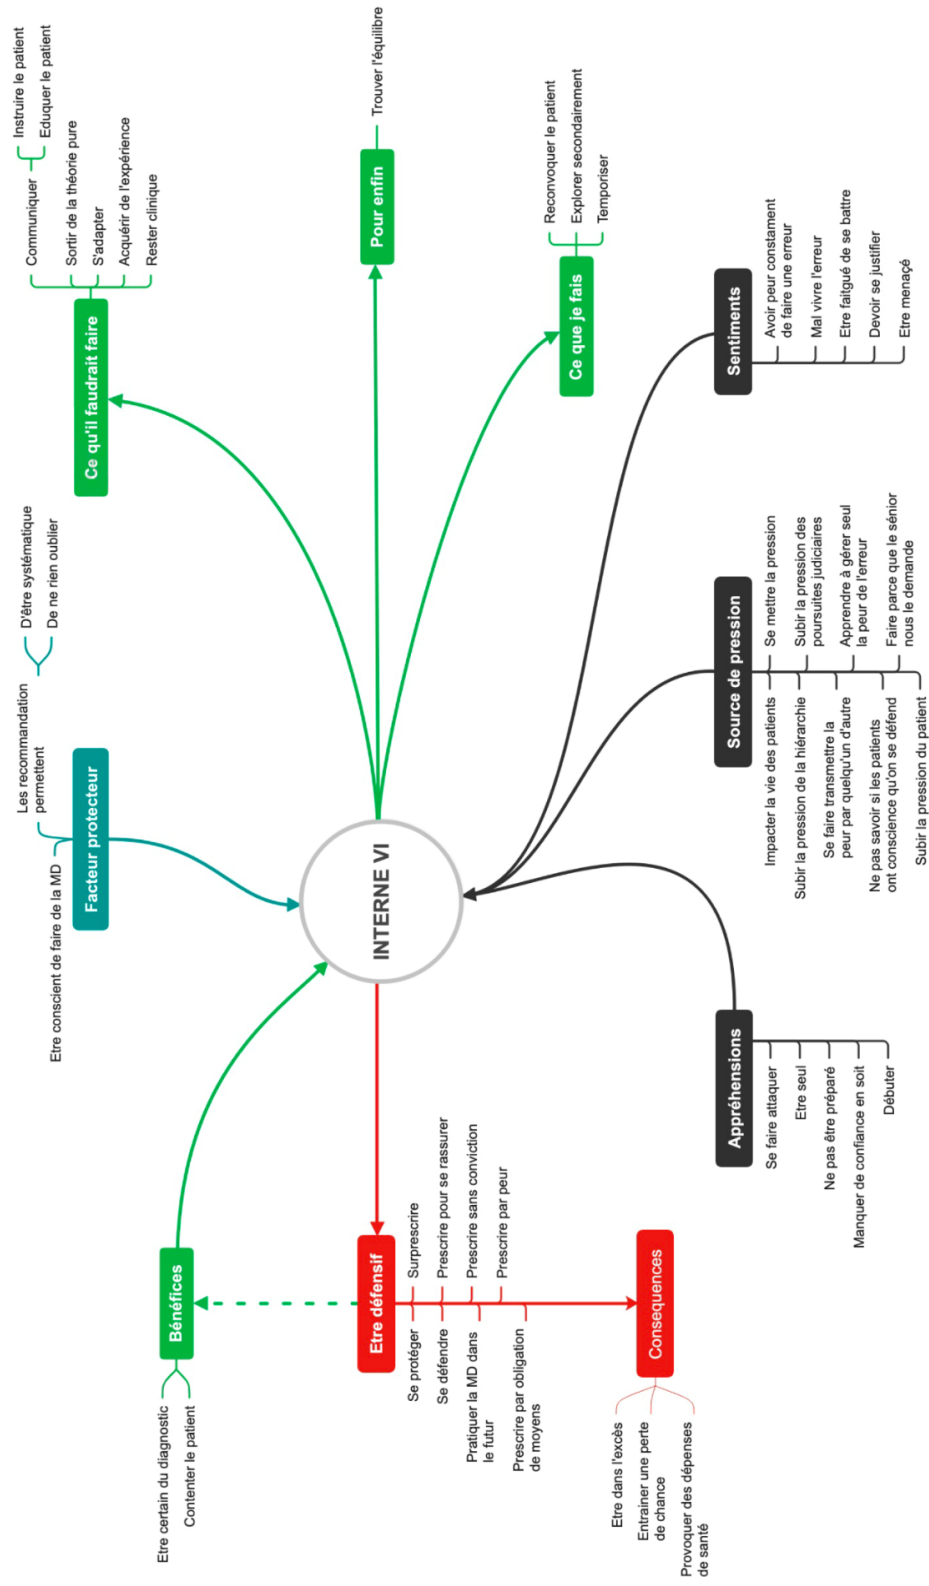 Bénéfices
Etre certain du diagnostic
Contenter le patient
Facteur protecteur
Etre conscient de faire de la MD
Les recommandation
permettent
D'être systématique
De ne rien oublier
Ce qu'il faudrait faire
Communiquer
Instruire le patient
Eduquer le patient
Sortir de la théorie pure
S'adapter
Acquérir de l'expérience
Rester clinique
Etre défensif
Se protéger
Se défendre
Pratiquer la MD dans
le futur
Prescrire par obligation
de moyens
Surprescrire
Prescrire pour se rassurer
Prescrire sans conviction
Prescrire par peur
INTERNE VI
Pour enfin
Trouver l'équilibre
Ce que je fais
Reconvoquer le patient
Explorer secondairement
Temporiser
Consequences
Etre dans l'excès
Entrainer une perte
de chance
Provoquer des dépenses
de santé
Appréhensions
Se faire attaquer
Etre seul
Ne pas être préparé
Manquer de confiance en soit
Débuter
Source de pression
Impacter la vie des patients
Subir la pression de la hiérarchie
Se faire transmettre la
peur par quelqu'un d'autre
Ne pas savoir si les patients
ont conscience qu'on se défend
Subir la pression du patient
Se mettre la pression
Subir la pression des
poursuites judiciaires
Apprendre à gérer seul
la peur de l'erreur
Faire parce que le sénior
nous le demande
Sentiments
Avoir peur constament
de faire une erreur
Mal vivre l'erreur
Etre faitgué de se battre
Devoir se justifier
Etre menaçé